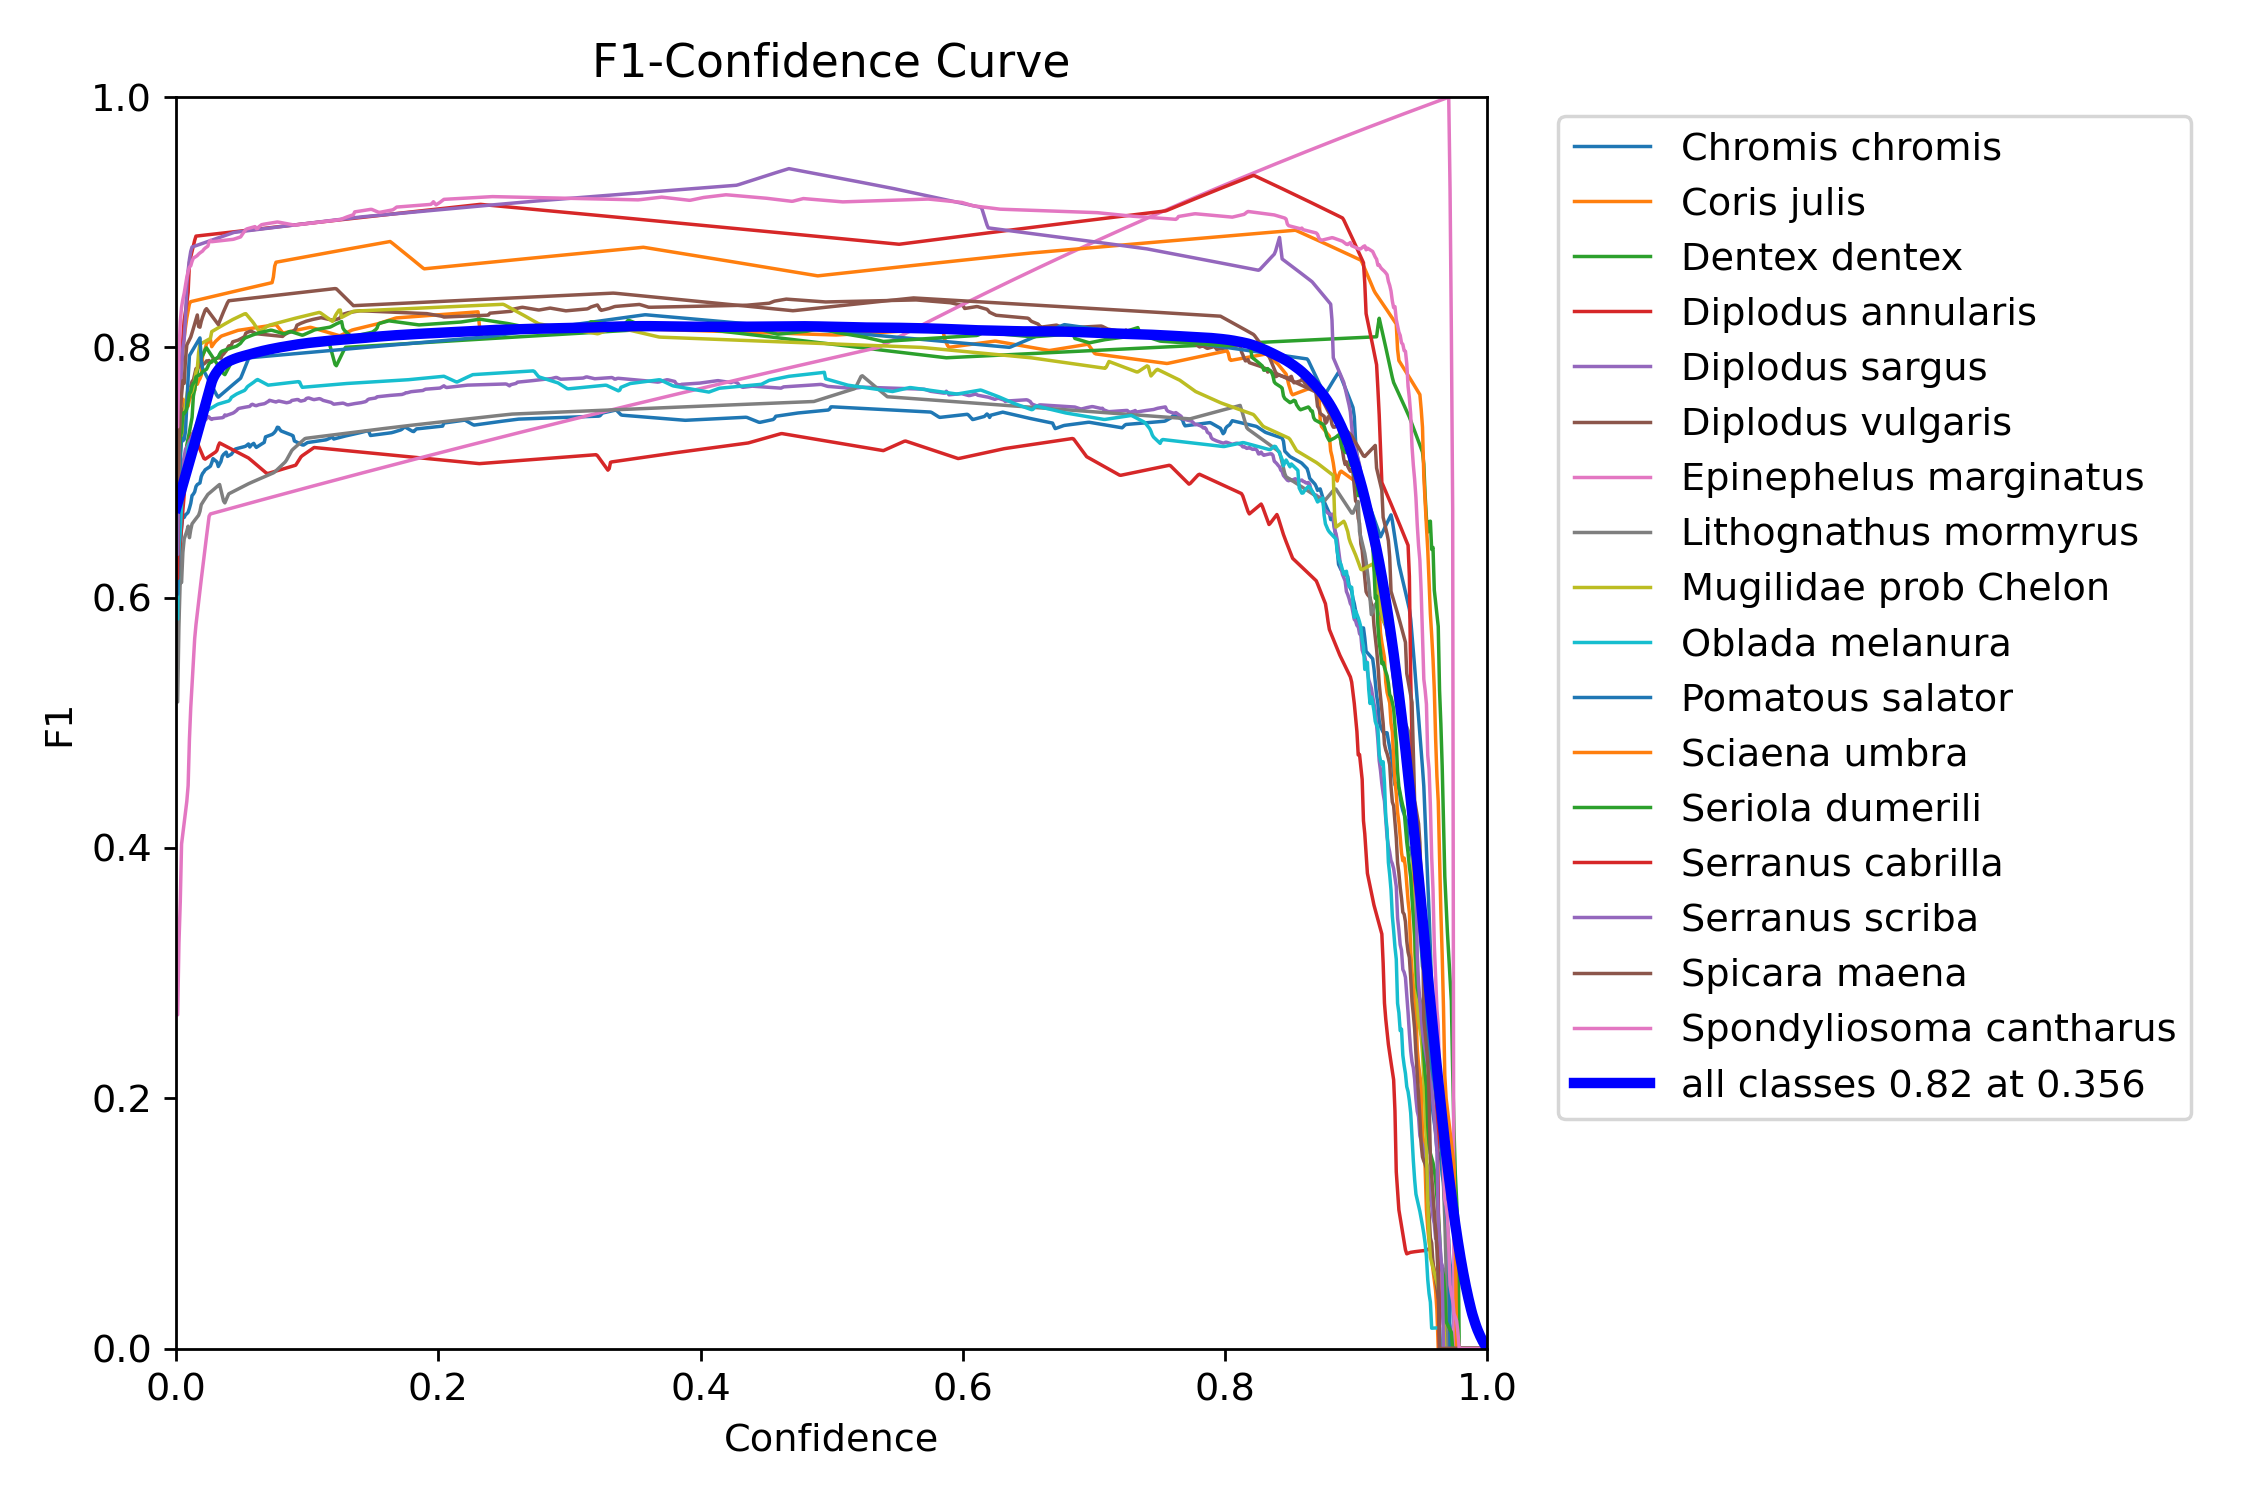 F1-Confidence Curve
1.0
0.8
0.6
0.4
0.2
0.0
F1
0.0 0.2 0.4 0.6 0.8 1.0
Confidence
Chromis chromis
Coris julis
Dentex dentex
Diplodus annularis
Diplodus sargus
Diplodus vulgaris
Epinephelus marginatus
Lithognathus mormyrus
Mugilidae prob Chelon
Oblada melanura
Pomatous salator
Sciaena umbra
Seriola dumerili
Serranus cabrilla
Serranus scriba
Spicara maena
Spondyliosoma cantharus
all classes 0.82 at 0.356